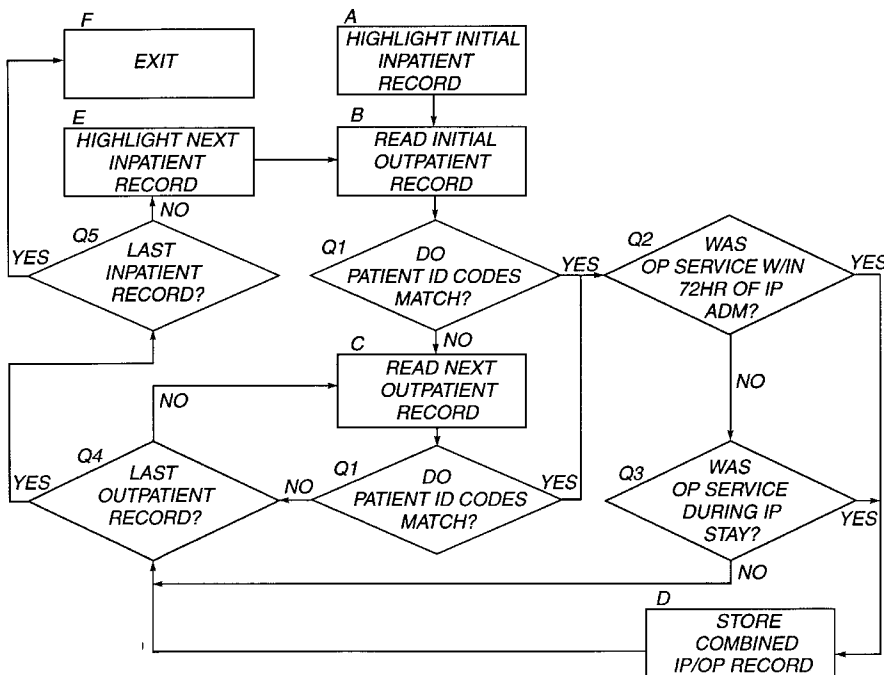 F
EXIT
A
HIGHLIGHT INITIAL
INPATIENT
RECORD
E
HIGHLIGHT NEXT
INPATIENT
RECORD
B
READ INITIAL
OUTPATIENT
RECORD
NO
YES
Q5
LAST
INPATIENT
RECORD?
Q1
DO
PATIENT ID CODES
MATCH?
YES
NO
Q2
WAS
OP SERVICE W/IN
72HR OF IP
ADM?
YES
NO
C
READ NEXT
OUTPATIENT
RECORD
NO
YES
Q4
LAST
OUTPATIENT
RECORD?
NO
Q1
DO
PATIENT ID CODES
MATCH?
YES
Q3
WAS
OP SERVICE
DURING IP
STAY?
YES
NO
D
STORE
COMBINED
IP/OP RECORD